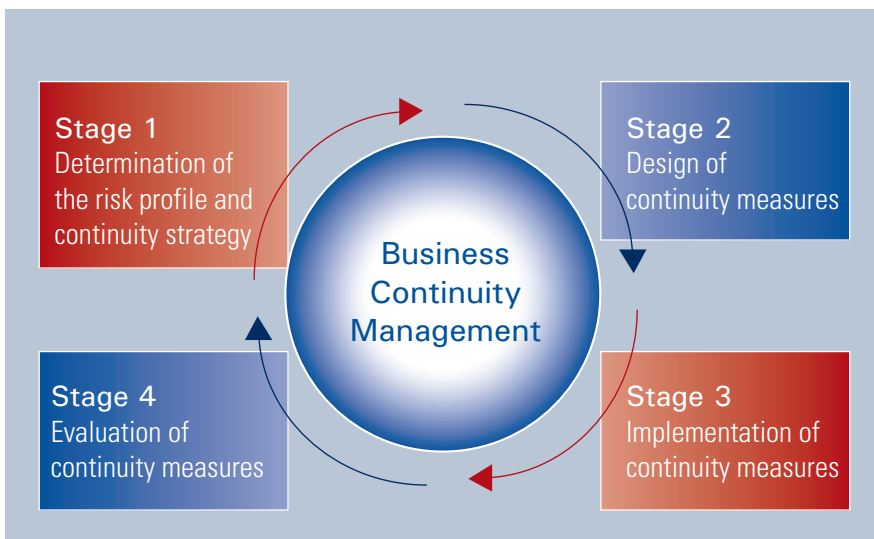 Stage 1
Determination of
the risk profile and
continuity strategy
Stage 2
Design of
continuity measures
Business
Continuity
Management
Stage 4
Evaluation of
continuity measures
Stage 3
Implementation of
continuity measures